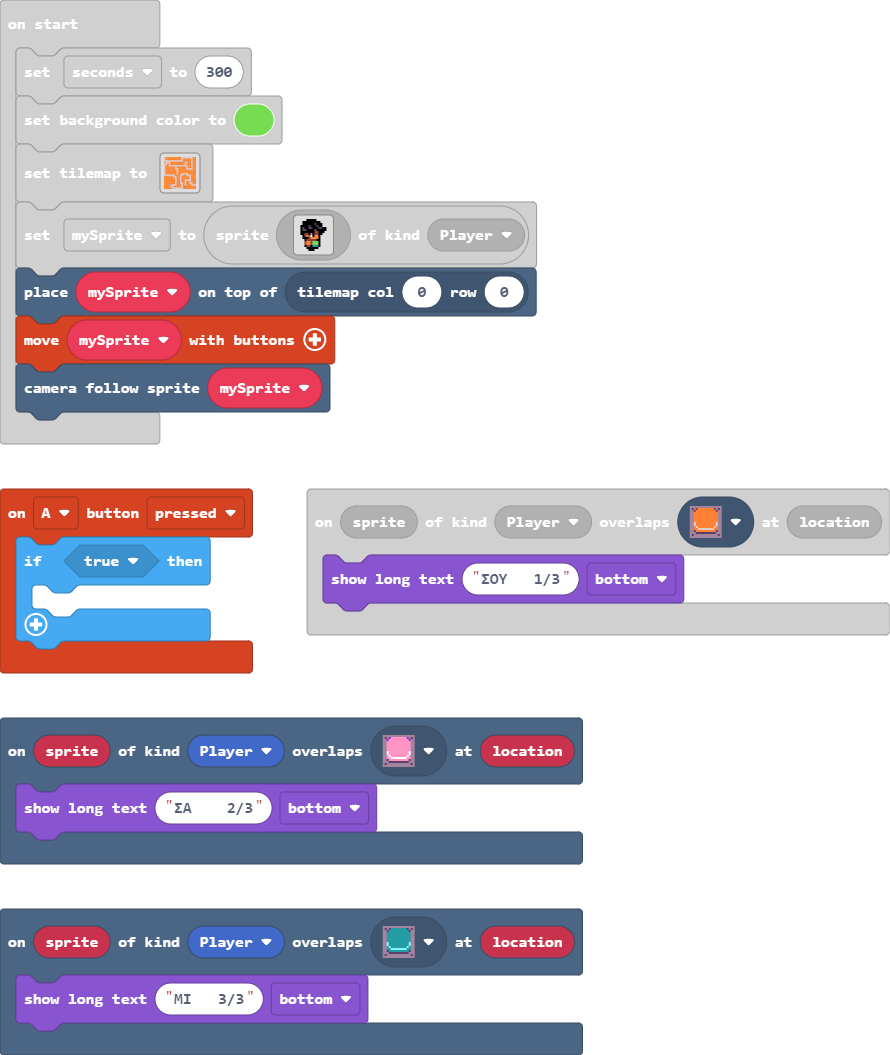 on start
set seconds to 300
set background color to
set tilemap to
set mySprite to sprite of kind Player
place mySprite on top of tilemap col 0 row 0
move mySprite with buttons
camera follow sprite mySprite
on A button pressed
if true then
on sprite of kind Player overlaps at location
show long text "ΣΟΥ   1/3" bottom
on sprite of kind Player overlaps at location
show long text "ΣΑ    2/3" bottom
on sprite of kind Player overlaps at location
show long text "ΜΙ   3/3" bottom